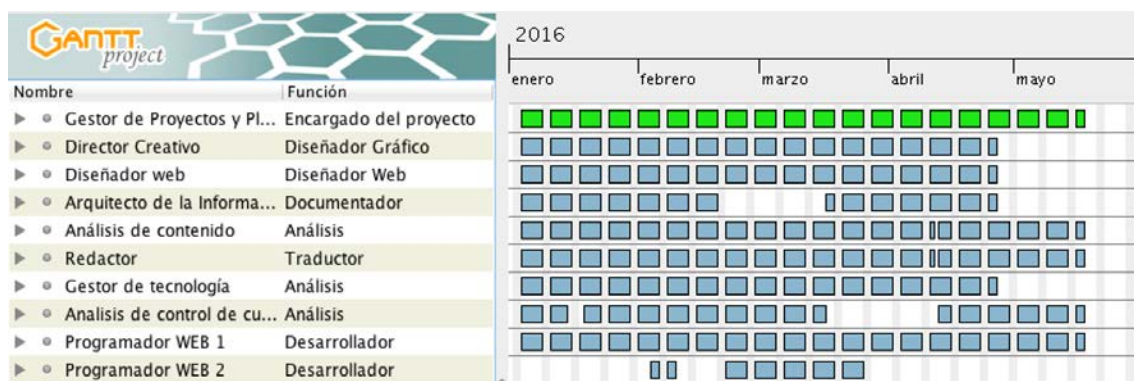 GANTT
project
2016
enero febrero marzo abril mayo
Nombre Función
Gestor de Proyectos y Pl... Encargado del proyecto
Director Creativo Diseñador Gráfico
Diseñador web Diseñador Web
Arquitecto de la Informa... Documentador
Análisis de contenido Análisis
Redactor Traductor
Gestor de tecnología Análisis
Analisis de control de cu... Análisis
Programador WEB 1 Desarrollador
Programador WEB 2 Desarrollador